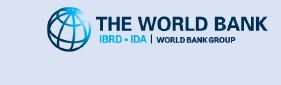 THE WORLD BANK
IBRD • IDA | WORLD BANK GROUP